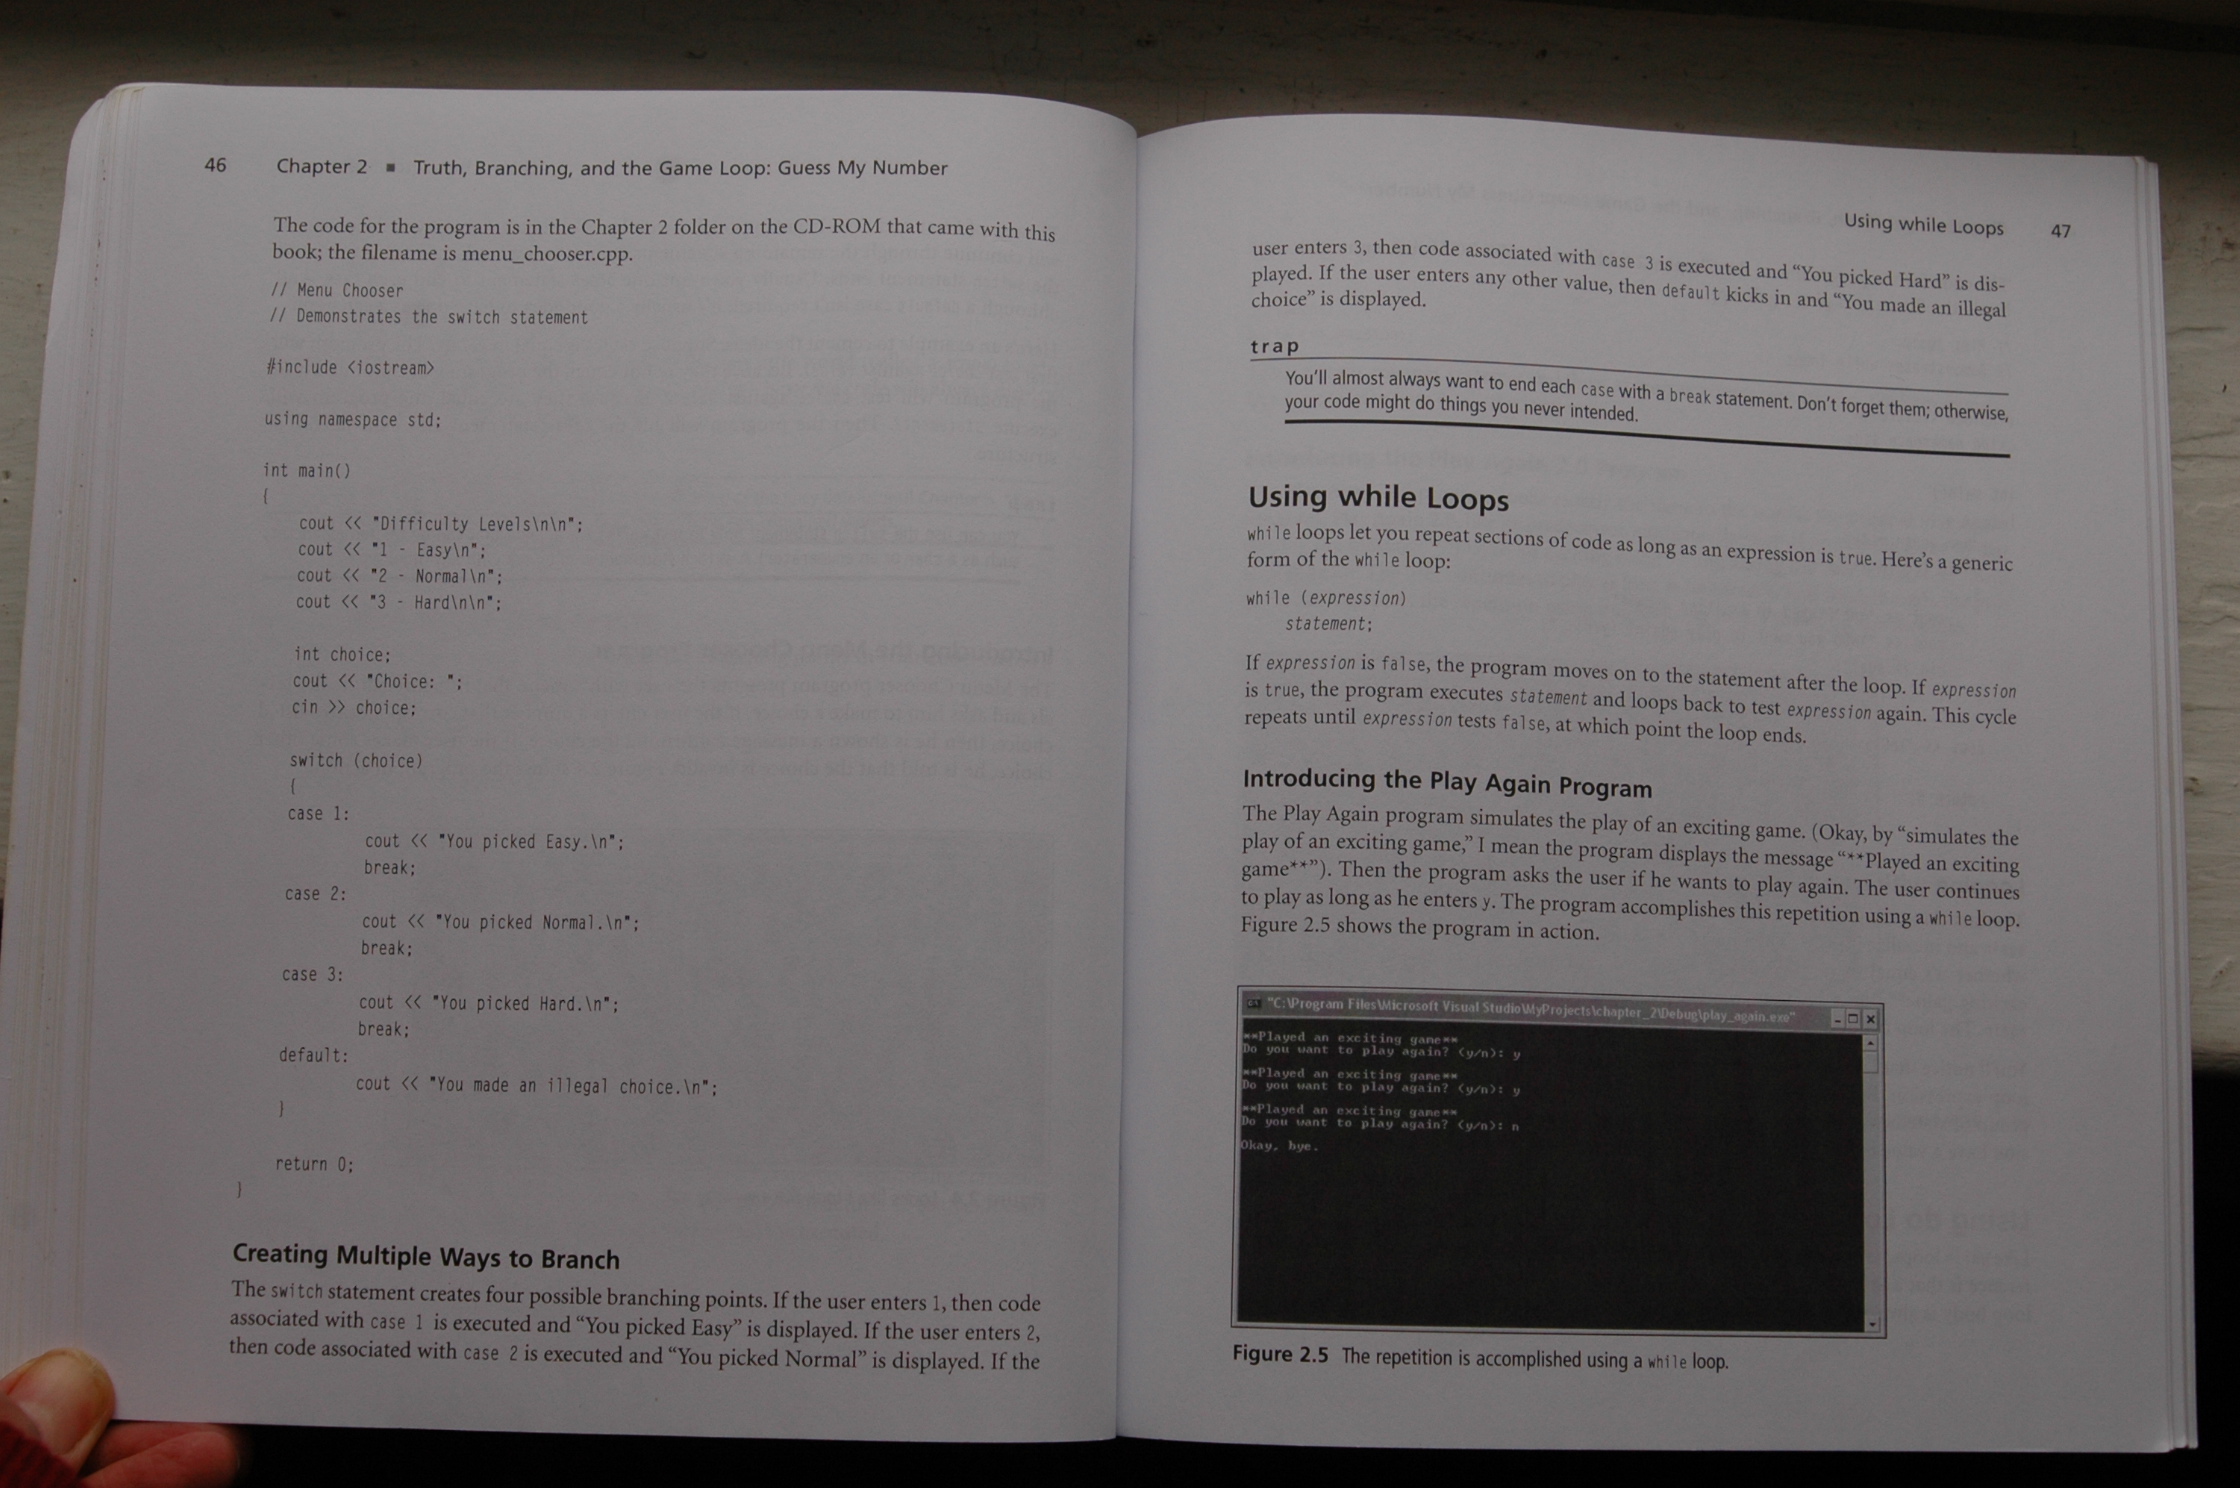 46 Chapter 2 ■ Truth, Branching, and the Game Loop: Guess My Number
The code for the program is in the Chapter 2 folder on the CD-ROM that came with this
book; the filename is menu_chooser.cpp.
// Menu Chooser
// Demonstrates the switch statement
#include <iostream>
using namespace std;
int main()
{
cout << "Difficulty Levels\n\n";
cout << "1 - Easy\n";
cout << "2 - Normal\n";
cout << "3 - Hard\n\n";
int choice;
cout << "Choice: ";
cin >> choice;
switch (choice)
{
case 1:
cout << "You picked Easy.\n";
break;
case 2:
cout << "You picked Normal.\n";
break;
case 3:
cout << "You picked Hard.\n";
break;
default:
cout << "You made an illegal choice.\n";
}
return 0;
}
Creating Multiple Ways to Branch
The switch statement creates four possible branching points. If the user enters 1, then code
associated with case 1 is executed and “You picked Easy” is displayed. If the user enters 2,
then code associated with case 2 is executed and “You picked Normal” is displayed. If the
Using while Loops 47
user enters 3, then code associated with case 3 is executed and “You picked Hard” is dis-
played. If the user enters any other value, then default kicks in and “You made an illegal
choice” is displayed.
trap
You’ll almost always want to end each case with a break statement. Don’t forget them; otherwise,
your code might do things you never intended.
Using while Loops
while loops let you repeat sections of code as long as an expression is true. Here’s a generic
form of the while loop:
while (expression)
statement;
If expression is false, the program moves on to the statement after the loop. If expression
is true, the program executes statement and loops back to test expression again. This cycle
repeats until expression tests false, at which point the loop ends.
Introducing the Play Again Program
The Play Again program simulates the play of an exciting game. (Okay, by “simulates the
play of an exciting game,” I mean the program displays the message “**Played an exciting
game**”). Then the program asks the user if he wants to play again. The user continues
to play as long as he enters y. The program accomplishes this repetition using a while loop.
Figure 2.5 shows the program in action.
"C:\Program Files\Microsoft Visual Studio\MyProjects\chapter_2\Debug\play_again.exe"
**Played an exciting game**
Do you want to play again? (y/n): y
**Played an exciting game**
Do you want to play again? (y/n): y
**Played an exciting game**
Do you want to play again? (y/n): n
Okay, bye.
Figure 2.5 The repetition is accomplished using a while loop.